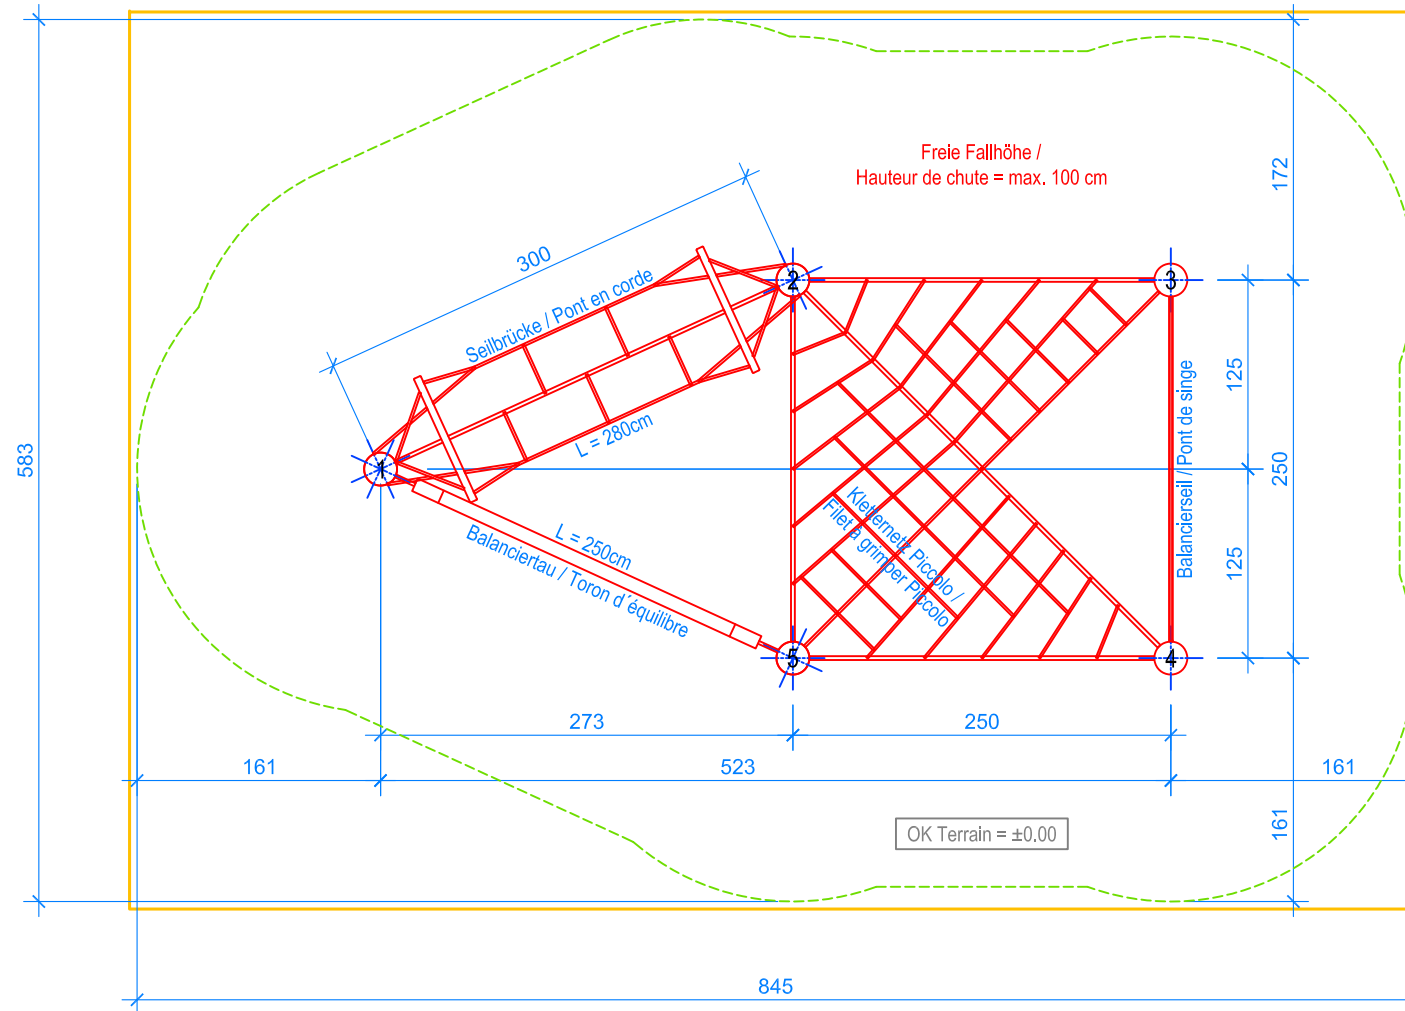 Freie Fallhöhe /
Hauteur de chute = max. 100 cm
172
300
2
3
Seilbrücke / Pont en corde
125
L = 280cm
Balancierseil / Pont de singe
583
1
250
Kletternetz Piccolo /
Filet à grimper Piccolo
L = 250cm
Balanciertau / Toron d´équilibre
125
5
4
273
250
161
523
161
161
OK Terrain = ±0.00
845